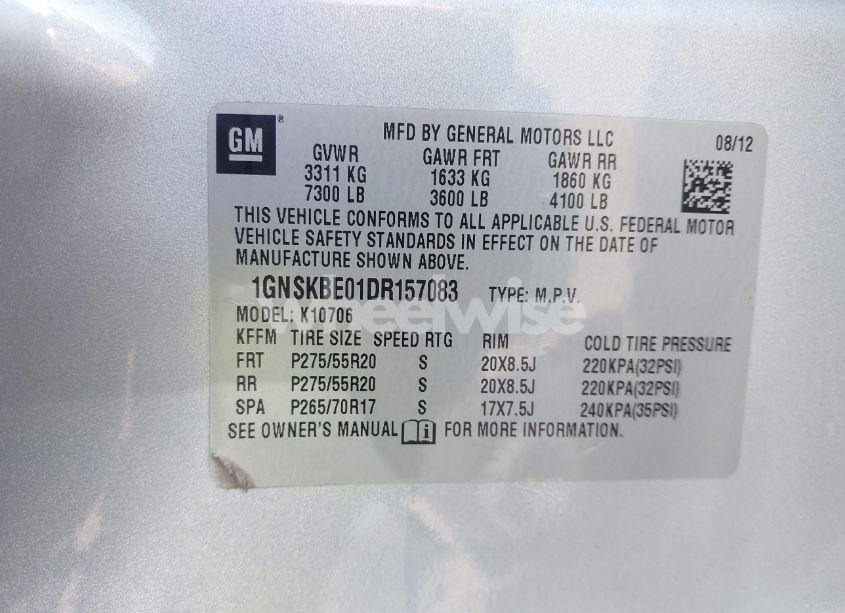 GM ®
MFD BY GENERAL MOTORS LLC 08/12
GVWR GAWR FRT GAWR RR
3311 KG 1633 KG 1860 KG
7300 LB 3600 LB 4100 LB
THIS VEHICLE CONFORMS TO ALL APPLICABLE U.S. FEDERAL MOTOR
VEHICLE SAFETY STANDARDS IN EFFECT ON THE DATE OF
MANUFACTURE SHOWN ABOVE.
1GNSKBE01DR157083 TYPE: M.P.V.
MODEL: K10706
wheelwise
KFFM TIRE SIZE SPEED RTG RIM COLD TIRE PRESSURE
FRT P275/55R20 S 20X8.5J 220KPA(32PSI)
RR P275/55R20 S 20X8.5J 220KPA(32PSI)
SPA P265/70R17 S 17X7.5J 240KPA(35PSI)
SEE OWNER'S MANUAL i FOR MORE INFORMATION.